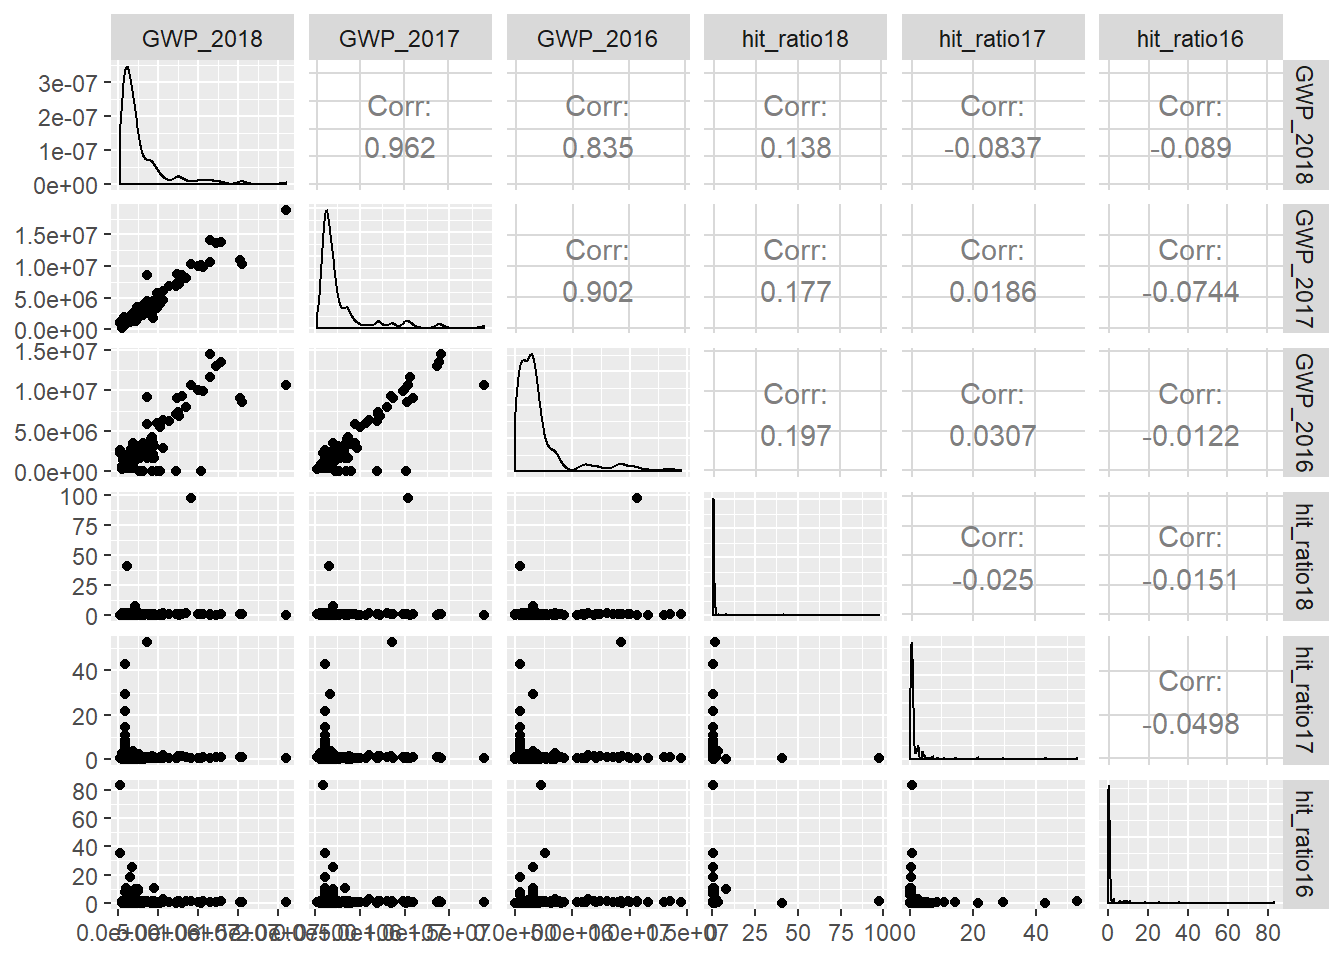 GWP_2018 GWP_2017 GWP_2016 hit_ratio18 hit_ratio17 hit_ratio16
3e-07
2e-07
1e-07
0e+00
Corr:
0.962
Corr:
0.835
Corr:
0.138
Corr:
-0.0837
Corr:
-0.089
GWP_2018
1.5e+07
1.0e+07
5.0e+06
0.0e+00
Corr:
0.902
Corr:
0.177
Corr:
0.0186
Corr:
-0.0744
GWP_2017
1.5e+07
1.0e+07
5.0e+06
0.0e+00
Corr:
0.197
Corr:
0.0307
Corr:
-0.0122
GWP_2016
100
75
50
25
0
Corr:
-0.025
Corr:
-0.0151
hit_ratio18
40
20
0
Corr:
-0.0498
hit_ratio17
80
60
40
20
0
hit_ratio16
0 25 50 75 100 0 20 40 0 20 40 60 80